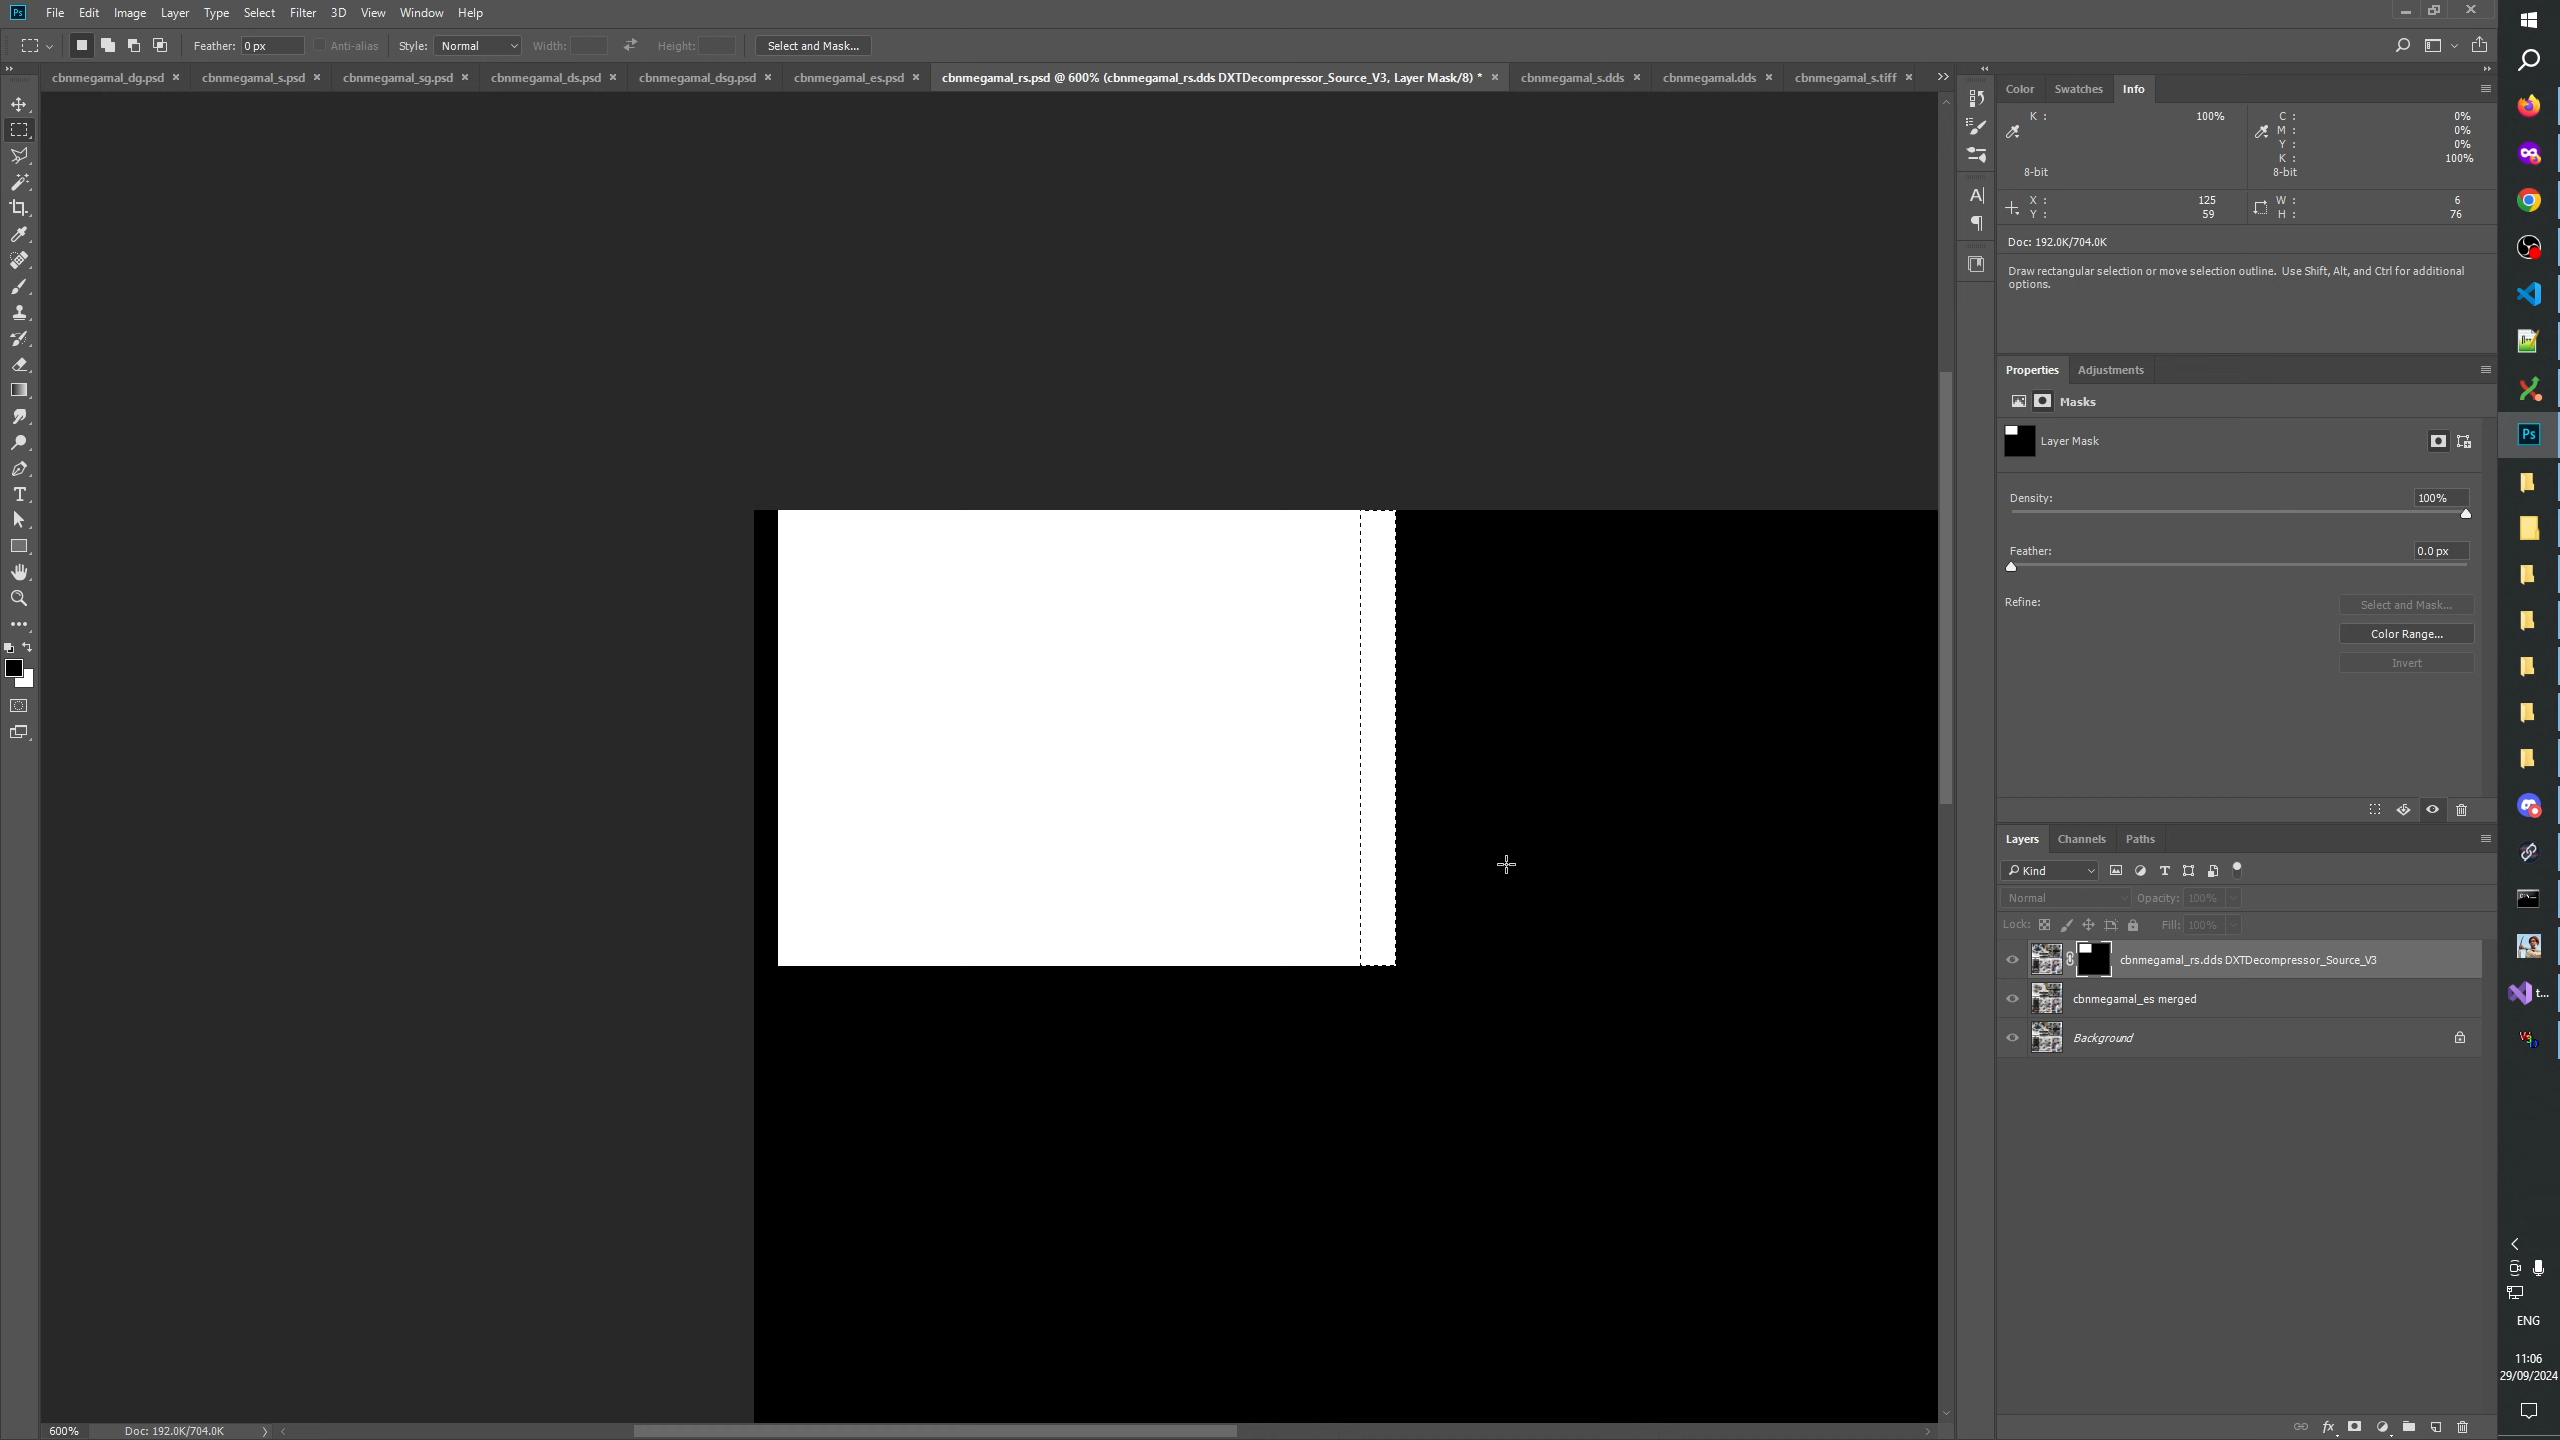 Ps File Edit Image Layer Type Select Filter 3D View Window Help
Feather: 0 px Anti-alias Style: Normal Width: Height: Select and Mask...
cbnmegamal_dg.psd cbnmegamal_s.psd cbnmegamal_sg.psd cbnmegamal_ds.psd cbnmegamal_dsg.psd cbnmegamal_es.psd cbnmegamal_rs.psd @ 600% (cbnmegamal_rs.dds DXTDecompressor_Source_V3, Layer Mask/8) * cbnmegamal_s.dds cbnmegamal.dds cbnmegamal_s.tiff
Color Swatches Info
K : 100% C : 0%
M : 0%
Y : 0%
K : 100%
8-bit 8-bit
X : 125 W : 6
Y : 59 H : 76
Doc: 192.0K/704.0K
Draw rectangular selection or move selection outline. Use Shift, Alt, and Ctrl for additional
options.
Properties Adjustments
Masks
Layer Mask
Density: 100%
Feather: 0.0 px
Refine: Select and Mask...
Color Range...
Invert
Layers Channels Paths
Kind
Normal Opacity: 100%
Lock: Fill: 100%
cbnmegamal_rs.dds DXTDecompressor_Source_V3
cbnmegamal_es merged
Background
600% Doc: 192.0K/704.0K
Ps
t...
ENG
11:06
29/09/2024